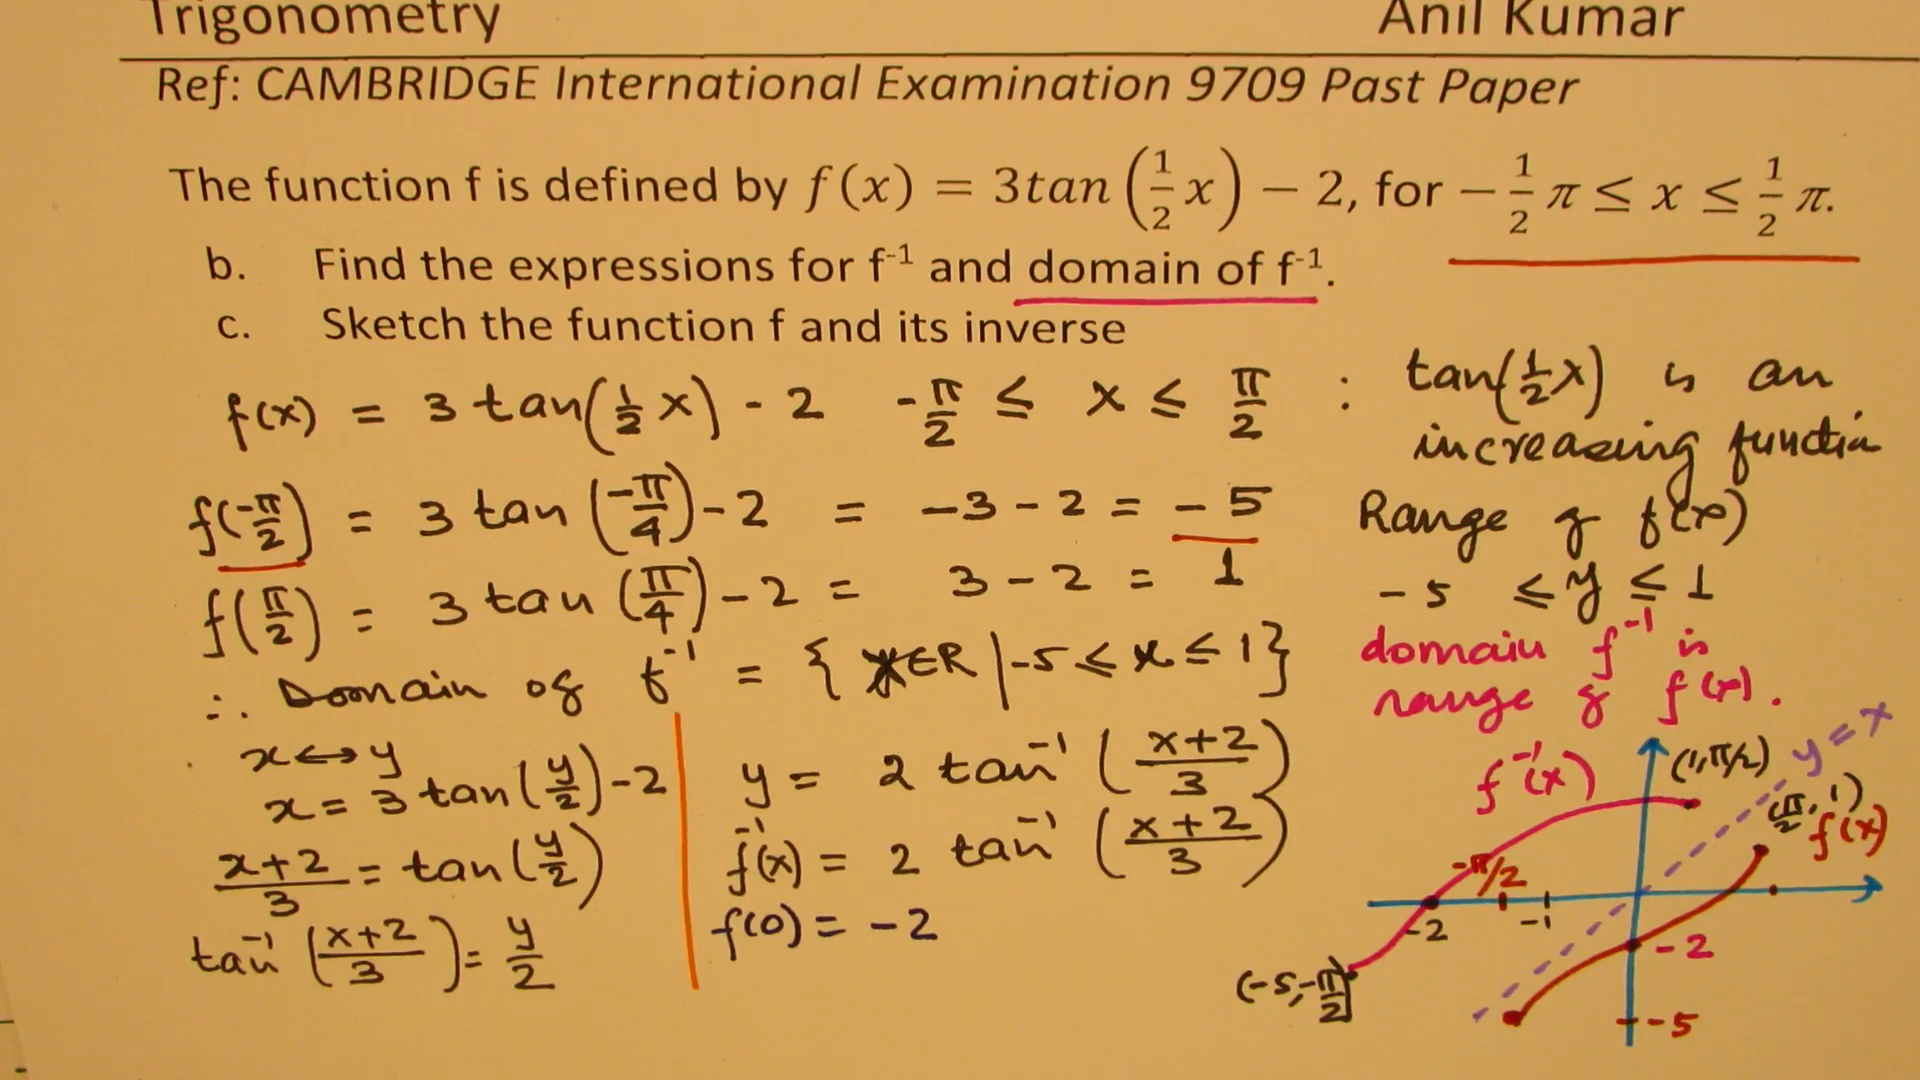 Trigonometry Anil Kumar
Ref: CAMBRIDGE International Examination 9709 Past Paper
The function f is defined by f(x) = 3tan(1/2 x) − 2, for −1/2 π ≤ x ≤ 1/2 π.
b. Find the expressions for f⁻¹ and domain of f⁻¹.
c. Sketch the function f and its inverse
f(x) = 3 tan(1/2 x) - 2 -π/2 ≤ x ≤ π/2 : tan(1/2 x) is an
increasing functio
f(-π/2) = 3 tan(-π/4) - 2 = -3 - 2 = -5
Range of f(x)
f(π/2) = 3 tan(π/4) - 2 = 3 - 2 = 1
-5 ≤ y ≤ 1
∴ Domain of f⁻¹ = { x∈R | -5 ≤ x ≤ 1}
domain f⁻¹ is
range of f(x).
x ↔ y
x = 3 tan(y/2) - 2
(x+2)/3 = tan(y/2)
tan⁻¹((x+2)/3) = y/2
y = 2 tan⁻¹((x+2)/3)
f⁻¹(x) = 2 tan⁻¹((x+2)/3)
f(0) = -2
f⁻¹(x)
(1, π/2)
y = x
(π/2, 1)
f(x)
-π/2
-2
-1
-2
(-5, -π/2)
-5